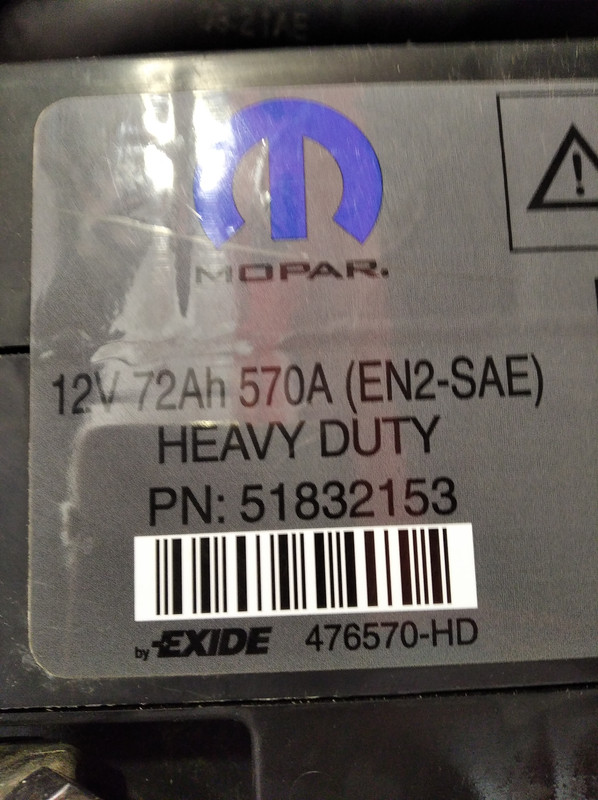 MOPAR.
12V 72Ah 570A (EN2-SAE)
HEAVY DUTY
PN: 51832153
by EXIDE 476570-HD